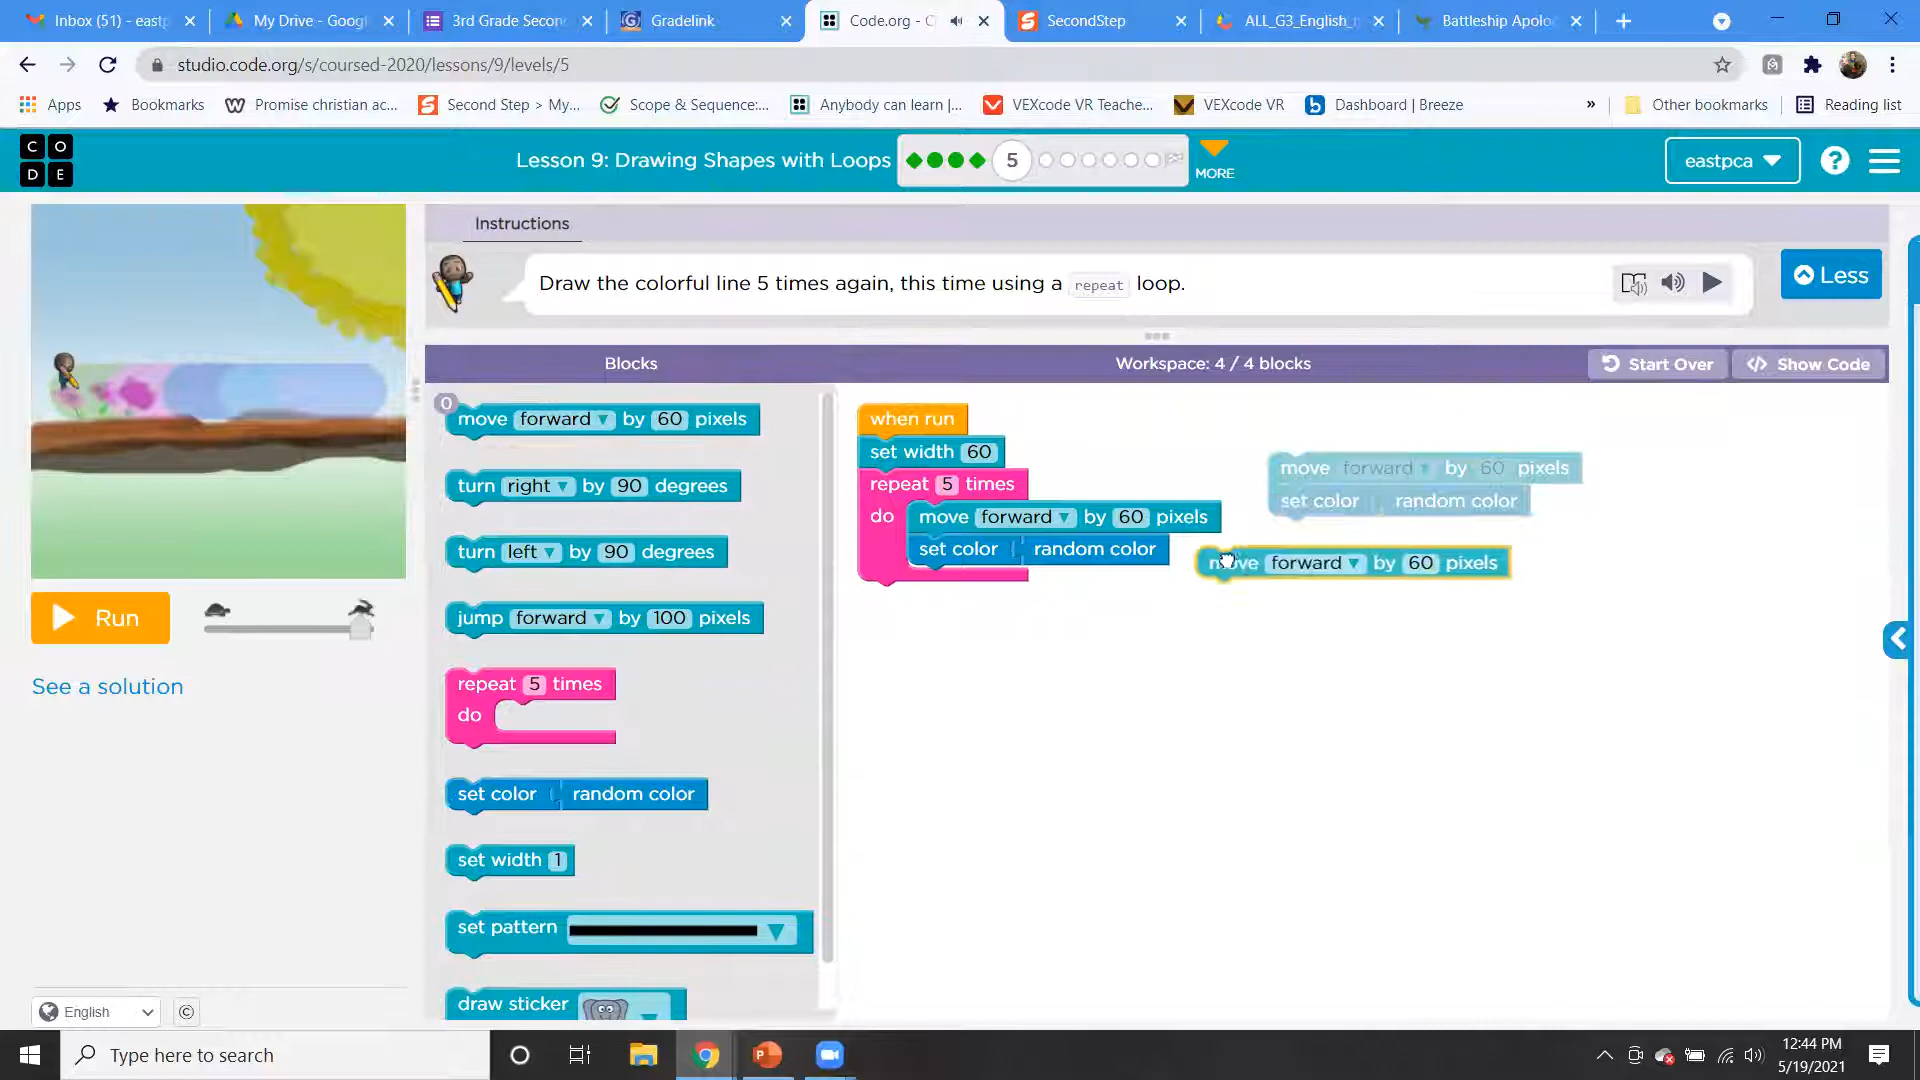 Inbox (51) - eastp
My Drive - Googl
3rd Grade Secon
Gradelink
Code.org - C
SecondStep
ALL_G3_English_
Battleship Apolo
studio.code.org/s/coursed-2020/lessons/9/levels/5
Apps
Bookmarks
Promise christian ac...
Second Step > My...
Scope & Sequence:...
Anybody can learn |...
VEXcode VR Teache...
VEXcode VR
Dashboard | Breeze
»
Other bookmarks
Reading list
C O
D E
Lesson 9: Drawing Shapes with Loops
5
MORE
eastpca
?
Instructions
Draw the colorful line 5 times again, this time using a repeat loop.
Less
Blocks
Workspace: 4 / 4 blocks
Start Over
Show Code
0
move forward by 60 pixels
turn right by 90 degrees
turn left by 90 degrees
jump forward by 100 pixels
repeat 5 times
do
set color random color
set width 1
set pattern
draw sticker
when run
set width 60
repeat 5 times
do
move forward by 60 pixels
set color random color
move forward by 60 pixels
set color random color
move forward by 60 pixels
Run
See a solution
English
©
Type here to search
12:44 PM
5/19/2021